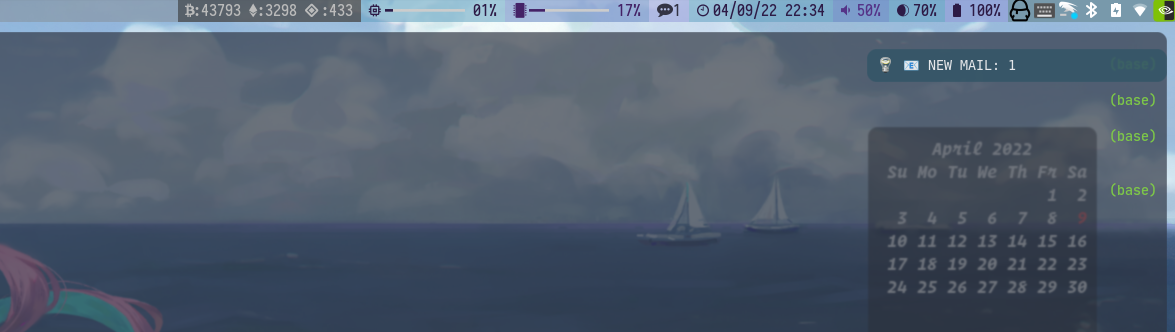 :43793 :3298 :433 01% 17% 1 04/09/22 22:34 50% 70% 100%
NEW MAIL: 1 (base)
(base)
(base)
April 2022
Su Mo Tu We Th Fr Sa
(base)
1 2
3 4 5 6 7 8 9
10 11 12 13 14 15 16
17 18 19 20 21 22 23
24 25 26 27 28 29 30